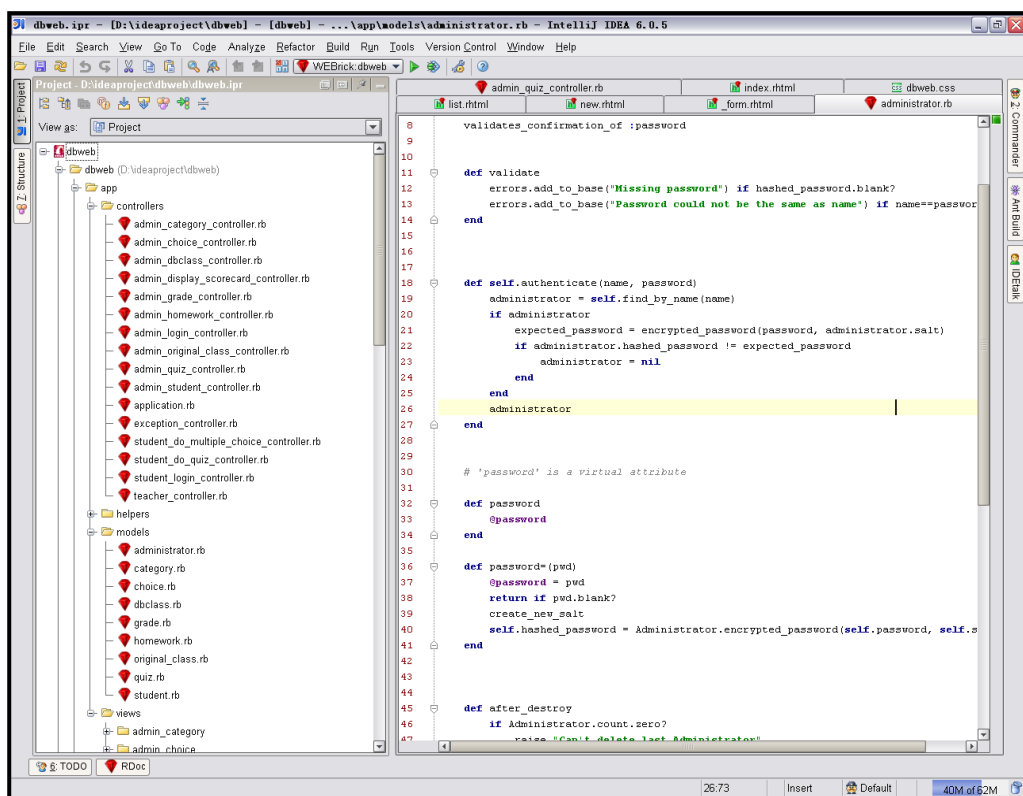 dbweb.ipr - [D:\ideaproject\dbweb] - [dbweb] - ...\app\models\administrator.rb - IntelliJ IDEA 6.0.5
File Edit Search View Go To Code Analyze Refactor Build Run Tools Version Control Window Help
WEBrick:dbweb
1: Project
7: Structure
Project - D:\ideaproject\dbweb\dbweb.ipr
View as: Project
dbweb
dbweb (D:\ideaproject\dbweb)
app
controllers
admin_category_controller.rb
admin_choice_controller.rb
admin_dbclass_controller.rb
admin_display_scorecard_controller.rb
admin_grade_controller.rb
admin_homework_controller.rb
admin_login_controller.rb
admin_original_class_controller.rb
admin_quiz_controller.rb
admin_student_controller.rb
application.rb
exception_controller.rb
student_do_multiple_choice_controller.rb
student_do_quiz_controller.rb
student_login_controller.rb
teacher_controller.rb
helpers
models
administrator.rb
category.rb
choice.rb
dbclass.rb
grade.rb
homework.rb
original_class.rb
quiz.rb
student.rb
views
admin_category
admin_choice
admin_quiz_controller.rb index.rhtml dbweb.css
list.rhtml new.rhtml _form.rhtml administrator.rb
8 validates_confirmation_of :password
9
10
11 def validate
12 errors.add_to_base("Missing password") if hashed_password.blank?
13 errors.add_to_base("Password could not be the same as name") if name==passwor
14 end
15
16
17
18 def self.authenticate(name, password)
19 administrator = self.find_by_name(name)
20 if administrator
21 expected_password = encrypted_password(password, administrator.salt)
22 if administrator.hashed_password != expected_password
23 administrator = nil
24 end
25 end
26 administrator
27 end
28
29
30 # 'password' is a virtual attribute
31
32 def password
33 @password
34 end
35
36 def password=(pwd)
37 @password = pwd
38 return if pwd.blank?
39 create_new_salt
40 self.hashed_password = Administrator.encrypted_password(self.password, self.s
41 end
42
43
44
45 def after_destroy
46 if Administrator.count.zero?
47 raise "Can't delete last Administrator"
2: Commander
Ant Build
IDEtalk
6: TODO RDoc
26:73 Insert Default 40M of 62M